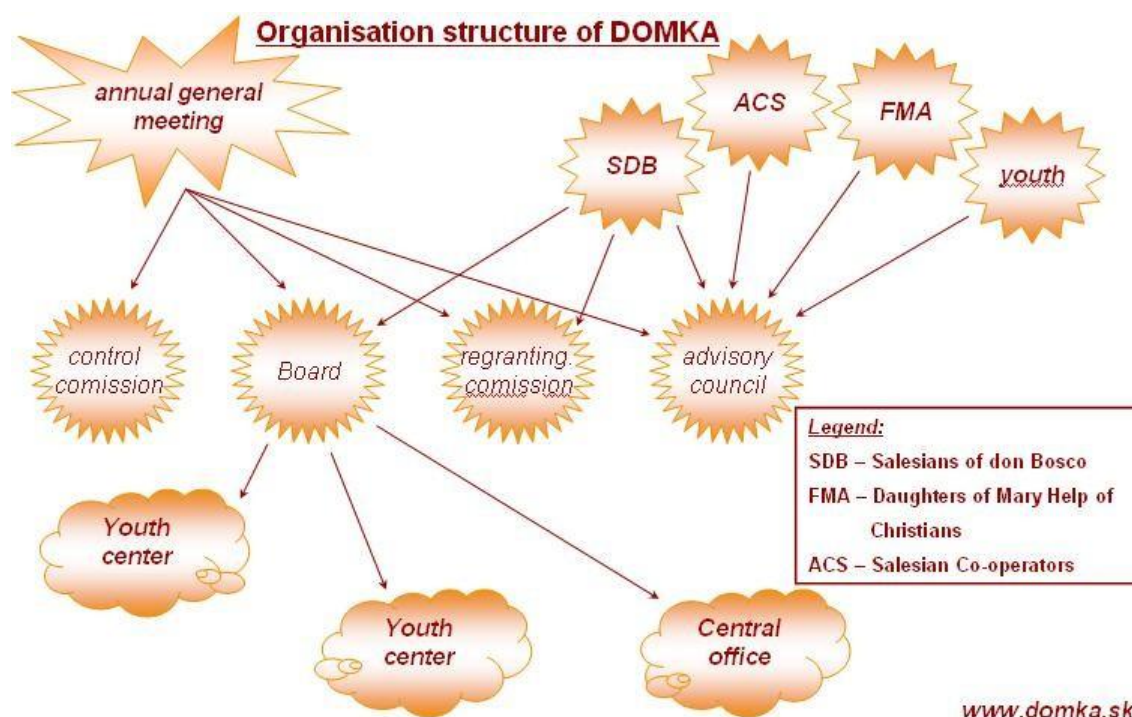 Organisation structure of DOMKA
annual general
meeting
SDB
ACS
FMA
youth
control
comission
Board
regranting.
comission
advisory
council
Legend:
SDB – Salesians of don Bosco
FMA – Daughters of Mary Help of
Christians
ACS – Salesian Co-operators
Youth
center
Youth
center
Central
office
www.domka.sk